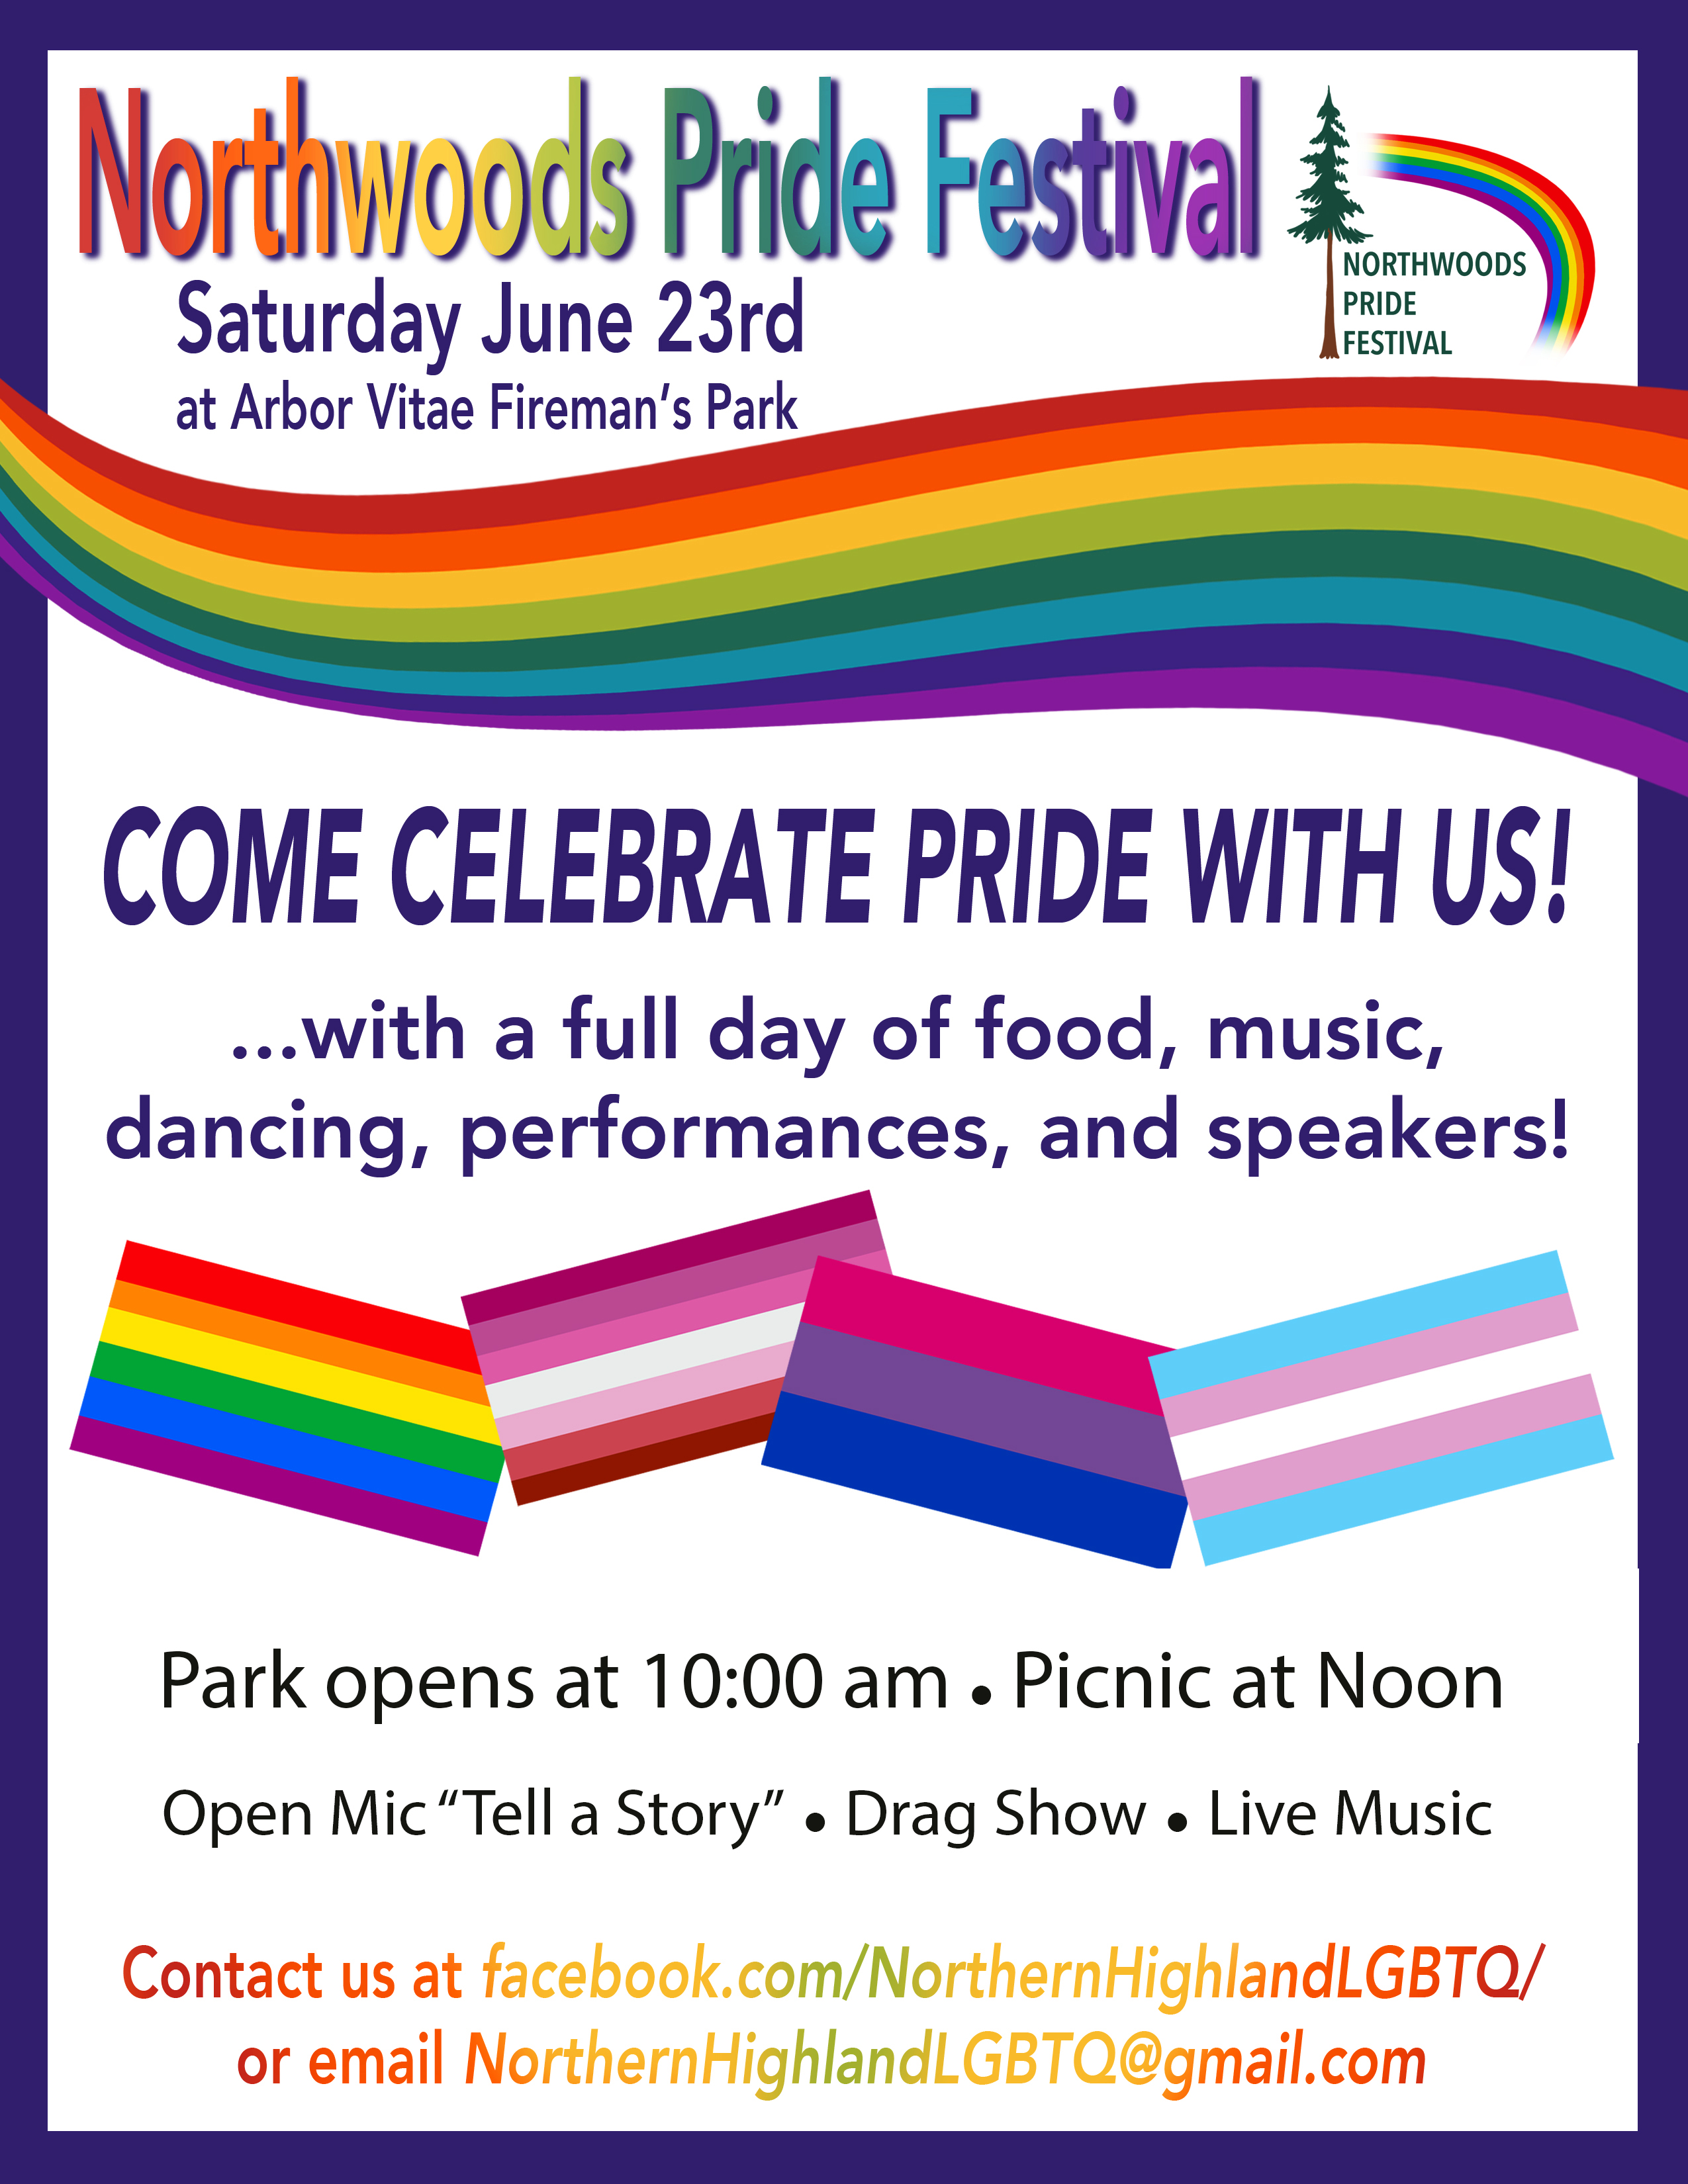 Northwoods Pride Festival
Saturday June 23rd
at Arbor Vitae Fireman’s Park
NORTHWOODS
PRIDE
FESTIVAL
COME CELEBRATE PRIDE WITH US!
...with a full day of food, music,
dancing, performances, and speakers!
Park opens at 10:00 am • Picnic at Noon
Open Mic “Tell a Story” • Drag Show • Live Music
Contact us at facebook.com/NorthernHighlandLGBTQ/
or email NorthernHighlandLGBTQ@gmail.com